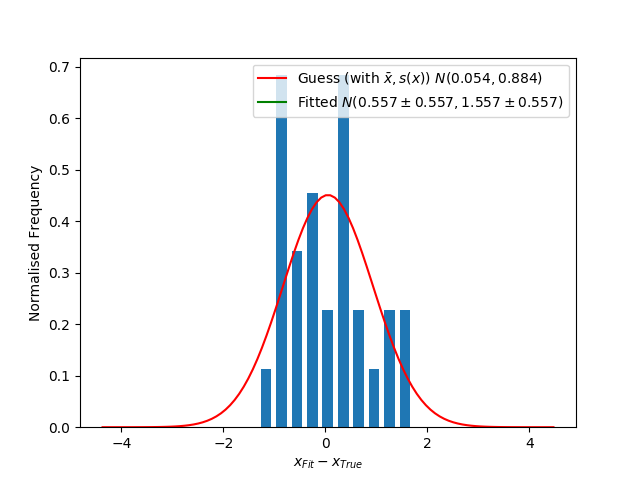 Guess (with x̄, s(x)) N(0.054, 0.884)
Fitted N(0.557 ± 0.557, 1.557 ± 0.557)
0.7
0.6
0.5
0.4
0.3
0.2
0.1
0.0
Normalised Frequency
−4 −2 0 2 4
x_Fit − x_True